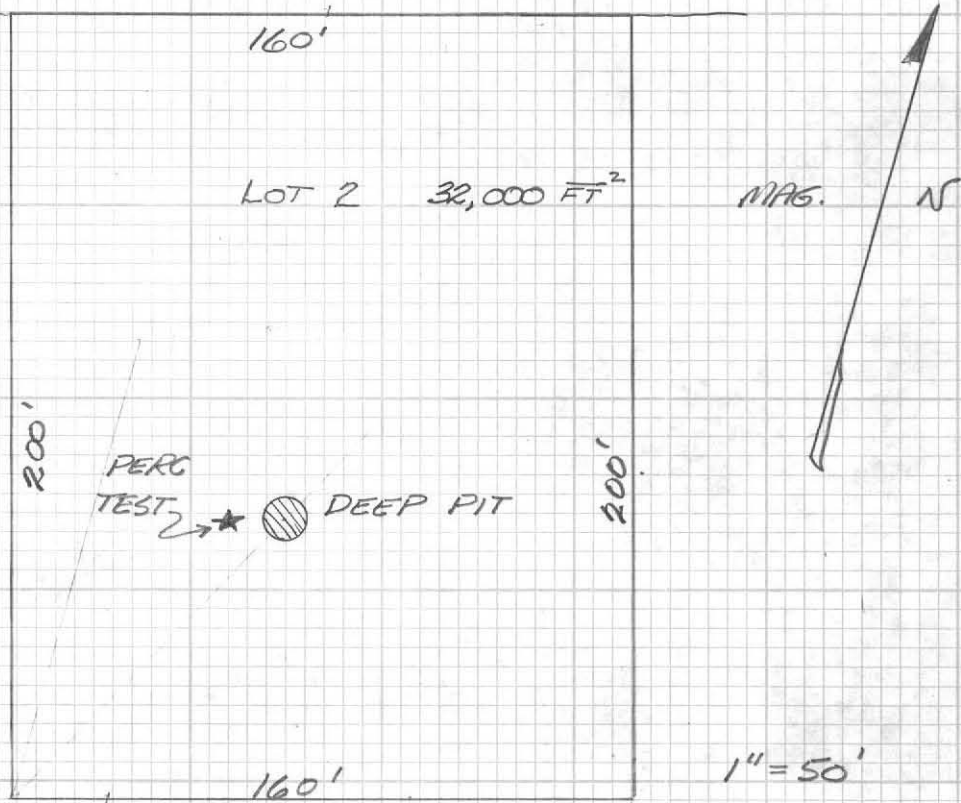 160'
LOT 2 32,000 FT²
MAG. N
200'
PERC
TEST
DEEP PIT
200'
160'
1" = 50'